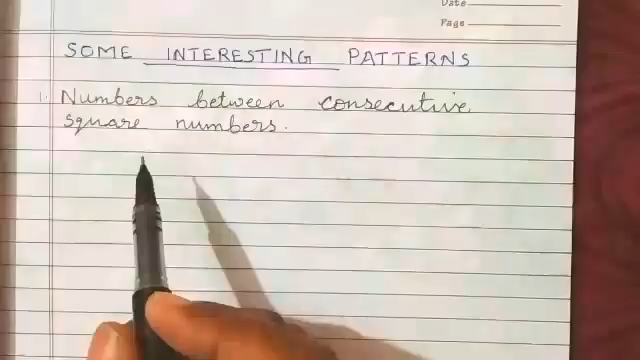 Date
Page
SOME INTERESTING PATTERNS
1. Numbers between consecutive
square numbers.